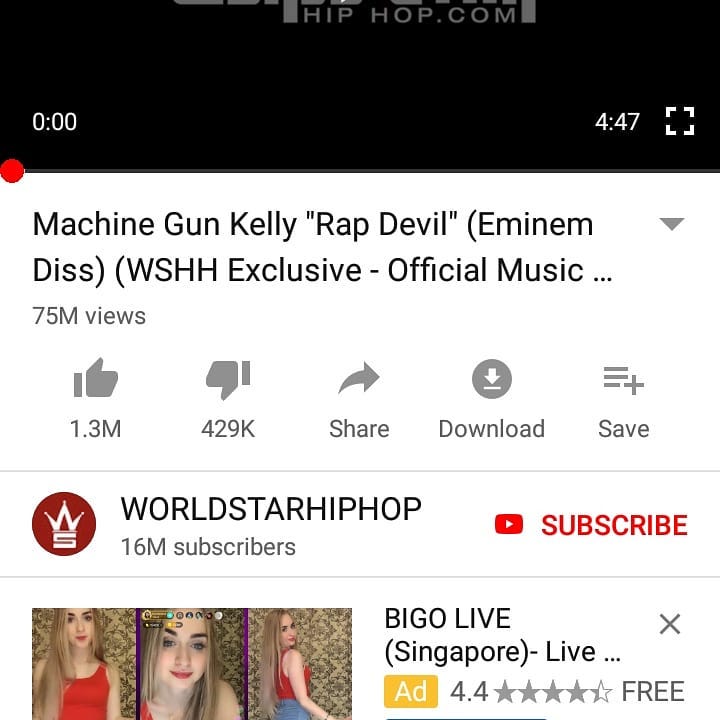 HIP HOP.COM
0:00
4:47
Machine Gun Kelly "Rap Devil" (Eminem
Diss) (WSHH Exclusive - Official Music ...
75M views
1.3M
429K
Share
Download
Save
WORLDSTARHIPHOP
16M subscribers
SUBSCRIBE
BIGO LIVE
(Singapore)- Live ...
Ad 4.4 FREE